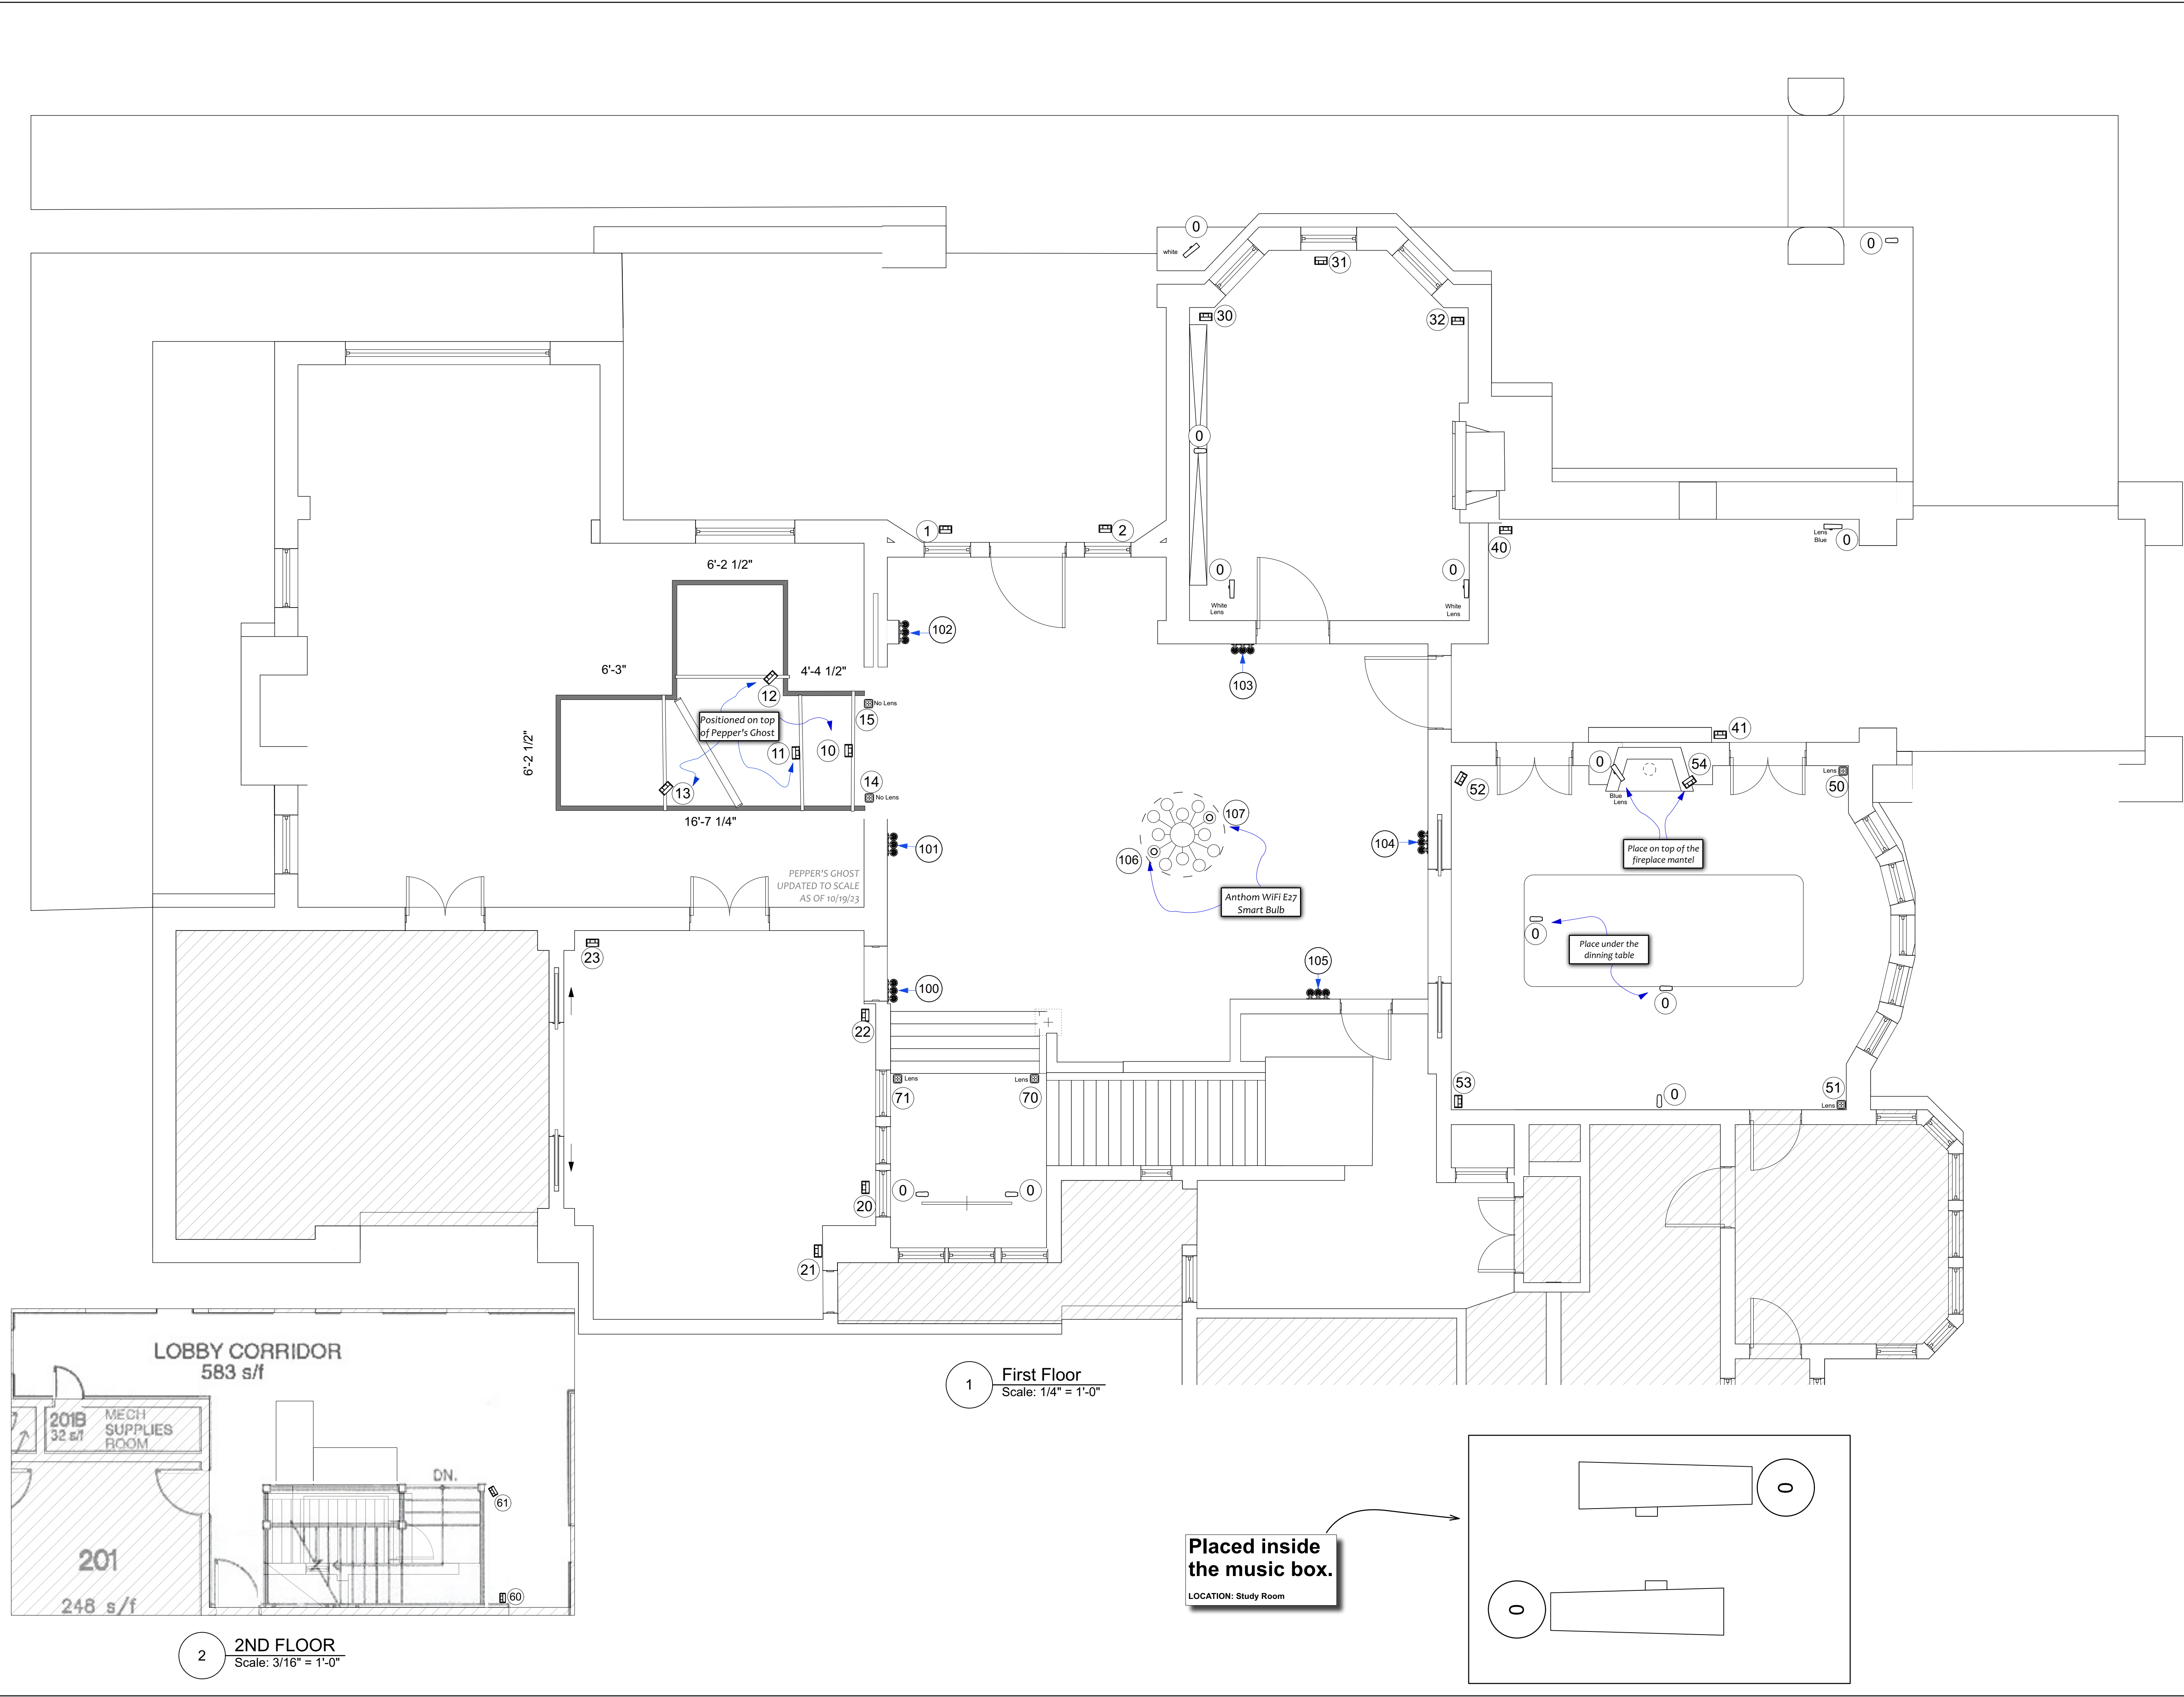 0
white
0
31
30
32
0
1
2
40
Lens
Blue
0
6'-2 1/2"
0
White
Lens
0
White
Lens
102
103
6'-3"
4'-4 1/2"
12
No Lens
15
Positioned on top
of Pepper's Ghost
11
10
6'-2 1/2"
13
14
No Lens
16'-7 1/4"
41
0
54
Lens
50
52
Blue
Lens
107
106
104
101
Place on top of the
fireplace mantel
PEPPER'S GHOST
UPDATED TO SCALE
AS OF 10/19/23
Anthom WiFi E27
Smart Bulb
0
Place under the
dinning table
0
23
105
100
22
Lens
71
Lens
70
53
0
51
Lens
20
0
0
21
LOBBY CORRIDOR
583 s/f
201B
32 s/f
MECH
SUPPLIES
ROOM
DN.
61
201
248 s/f
60
2
2ND FLOOR
Scale: 3/16" = 1'-0"
1
First Floor
Scale: 1/4" = 1'-0"
Placed inside
the music box.
LOCATION: Study Room
0
0